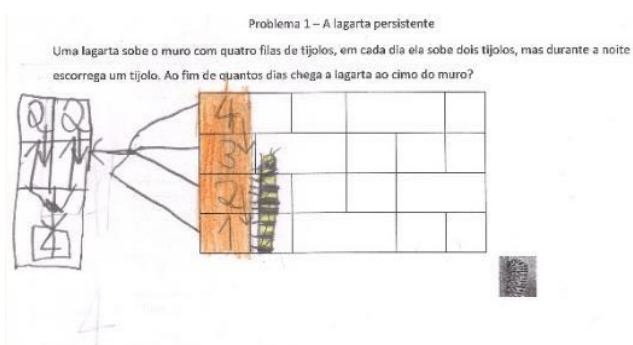 Problema 1 – A lagarta persistente
Uma lagarta sobe o muro com quatro filas de tijolos, em cada dia ela sobe dois tijolos, mas durante a noite
escorrega um tijolo. Ao fim de quantos dias chega a lagarta ao cimo do muro?
2 2
4
4
3
2
1
4